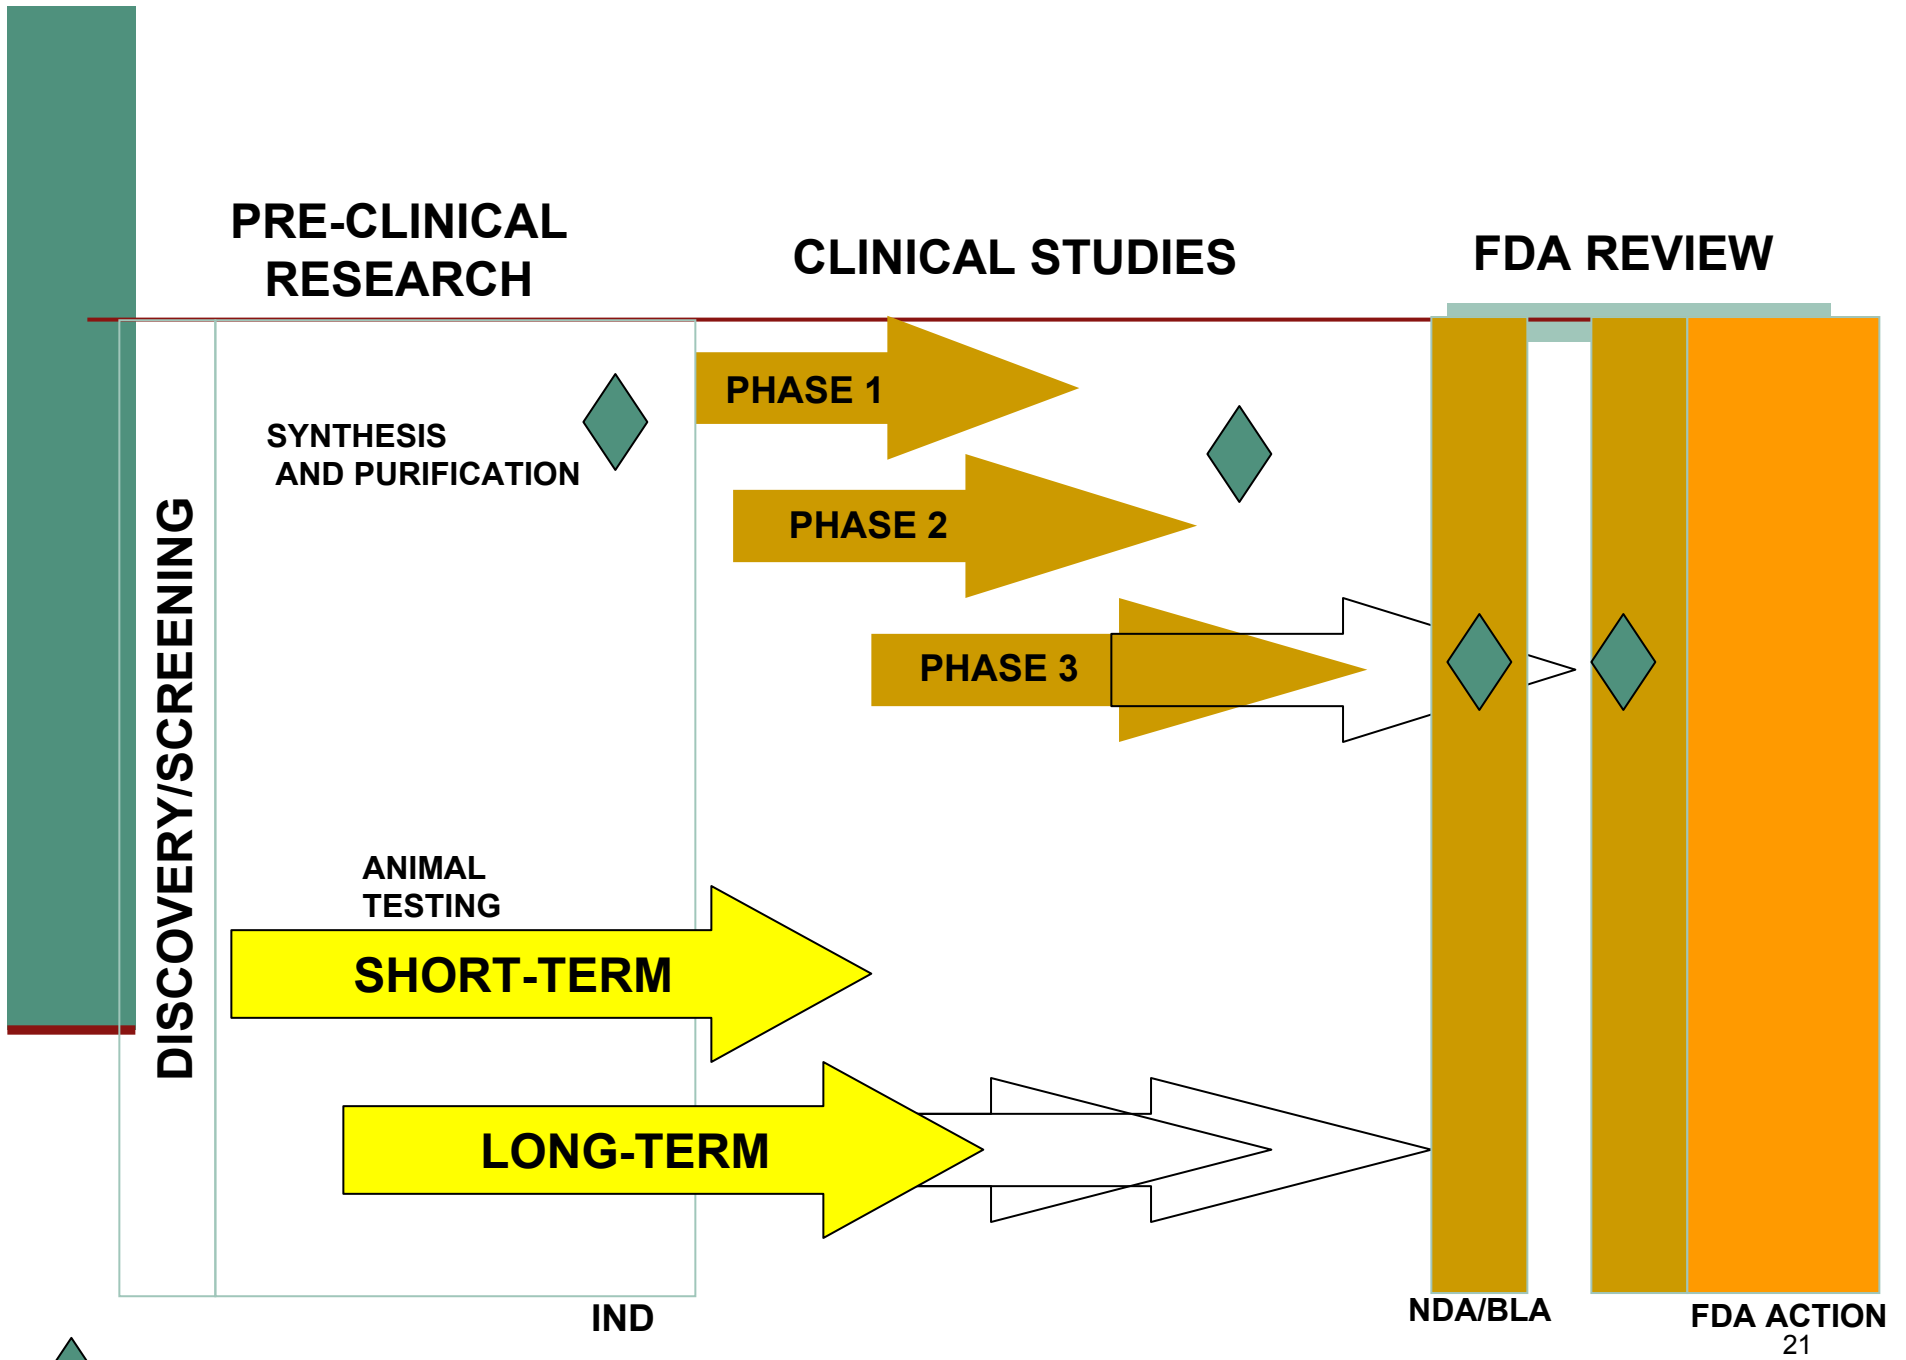 PRE-CLINICAL
RESEARCH
CLINICAL STUDIES
FDA REVIEW
DISCOVERY/SCREENING
SYNTHESIS
AND PURIFICATION
PHASE 1
PHASE 2
PHASE 3
ANIMAL
TESTING
SHORT-TERM
LONG-TERM
IND
NDA/BLA
FDA ACTION
21